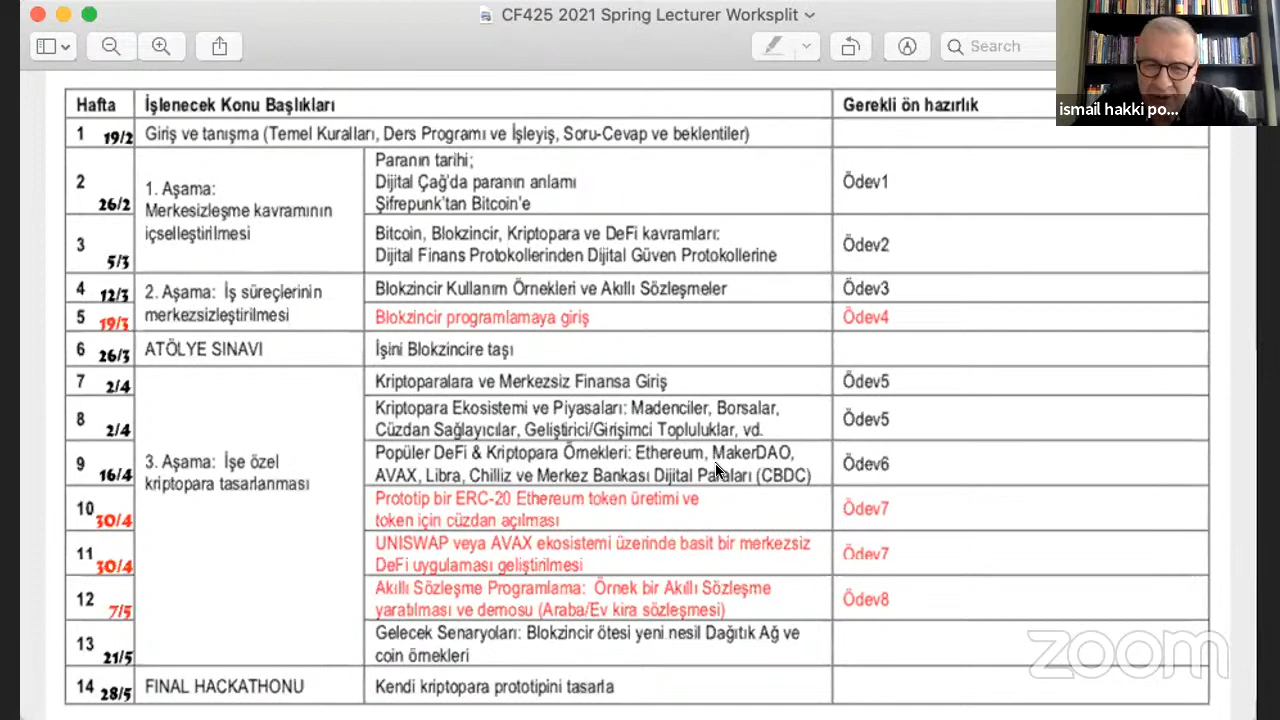 CF425 2021 Spring Lecturer Worksplit
Search
ismail hakki po...
Hafta İşlenecek Konu Başlıkları Gerekli ön hazırlık
1 19/2 Giriş ve tanışma (Temel Kuralları, Ders Programı ve İşleyiş, Soru-Cevap ve beklentiler)
1. Aşama:
Merkesizleşme kavramının
içselleştirilmesi
2 26/2
Paranın tarihi;
Dijital Çağ'da paranın anlamı
Şifrepunk'tan Bitcoin'e
Ödev1
3 5/3
Bitcoin, Blokzincir, Kriptopara ve DeFi kavramları:
Dijital Finans Protokollerinden Dijital Güven Protokollerine
Ödev2
2. Aşama: İş süreçlerinin
merkezsizleştirilmesi
4 12/3 Blokzincir Kullanım Örnekleri ve Akıllı Sözleşmeler Ödev3
5 19/3 Blokzincir programlamaya giriş Ödev4
6 26/3 ATÖLYE SINAVI İşini Blokzincire taşı
3. Aşama: İşe özel
kriptopara tasarlanması
7 2/4 Kriptoparalara ve Merkezsiz Finansa Giriş Ödev5
8 2/4
Kriptopara Ekosistemi ve Piyasaları: Madenciler, Borsalar,
Cüzdan Sağlayıcılar, Geliştirici/Girişimci Topluluklar, vd.
Ödev5
9 16/4
Popüler DeFi & Kriptopara Örnekleri: Ethereum, MakerDAO,
AVAX, Libra, Chilliz ve Merkez Bankası Dijital Paraları (CBDC)
Ödev6
10 30/4
Prototip bir ERC-20 Ethereum token üretimi ve
token için cüzdan açılması
Ödev7
11 30/4
UNISWAP veya AVAX ekosistemi üzerinde basit bir merkezsiz
DeFi uygulaması geliştirilmesi
Ödev7
12 7/5
Akıllı Sözleşme Programlama: Örnek bir Akıllı Sözleşme
yaratılması ve demosu (Araba/Ev kira sözleşmesi)
Ödev8
13 21/5
Gelecek Senaryoları: Blokzincir ötesi yeni nesil Dağıtık Ağ ve
coin örnekleri
14 28/5 FINAL HACKATHONU Kendi kriptopara prototipini tasarla
zoom